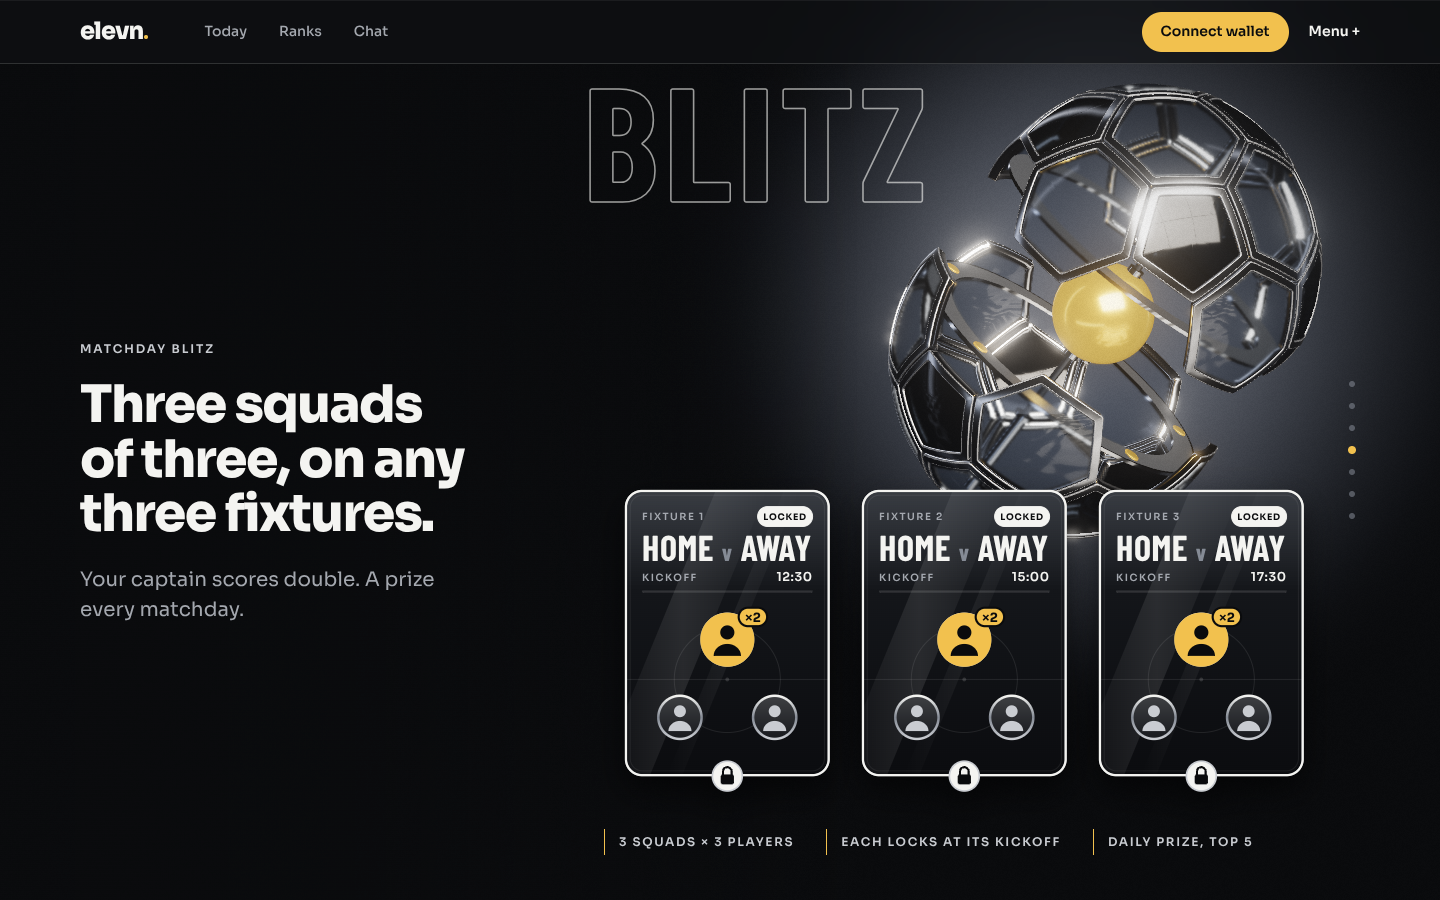 elevn.
Today
Ranks
Chat
Connect wallet
Menu +
BLITZ
MATCHDAY BLITZ
Three squads
of three, on any
three fixtures.
Your captain scores double. A prize
every matchday.
FIXTURE 1
LOCKED
HOME v AWAY
KICKOFF
12:30
×2
FIXTURE 2
LOCKED
HOME v AWAY
KICKOFF
15:00
×2
FIXTURE 3
LOCKED
HOME v AWAY
KICKOFF
17:30
×2
3 SQUADS × 3 PLAYERS
EACH LOCKS AT ITS KICKOFF
DAILY PRIZE, TOP 5